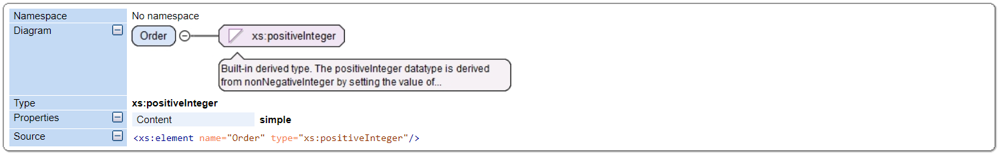 Namespace No namespace
Diagram
Order xs:positiveInteger
Built-in derived type. The positiveInteger datatype is derived
from nonNegativeInteger by setting the value of...
Type xs:positiveInteger
Properties Content simple
Source <xs:element name="Order" type="xs:positiveInteger"/>